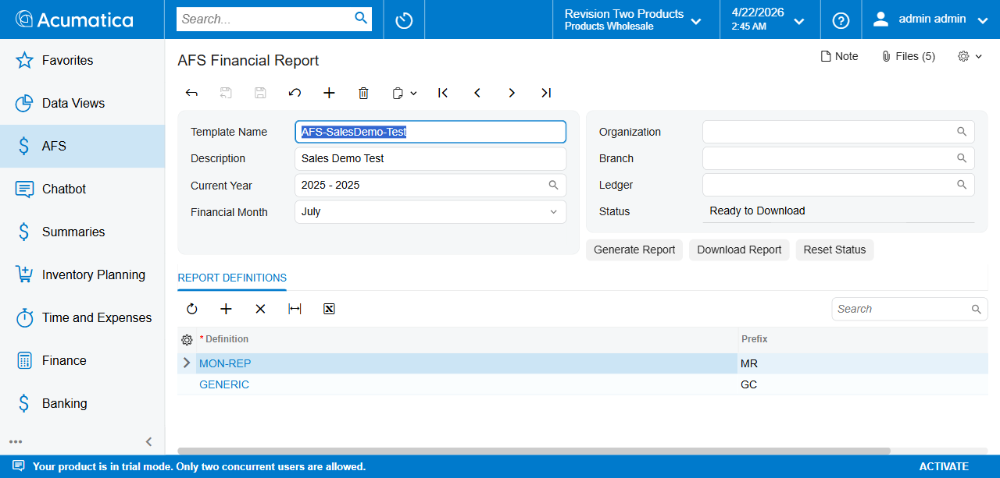 Acumatica
Search...
Revision Two Products
Products Wholesale
4/22/2026
2:45 AM
admin admin
Favorites
Data Views
AFS
Chatbot
Summaries
Inventory Planning
Time and Expenses
Finance
Banking
AFS Financial Report
Note
Files (5)
Template Name
AFS-SalesDemo-Test
Description
Sales Demo Test
Current Year
2025 - 2025
Financial Month
July
Organization
Branch
Ledger
Status
Ready to Download
Generate Report
Download Report
Reset Status
REPORT DEFINITIONS
Search
* Definition
Prefix
MON-REP
MR
GENERIC
GC
Your product is in trial mode. Only two concurrent users are allowed.
ACTIVATE